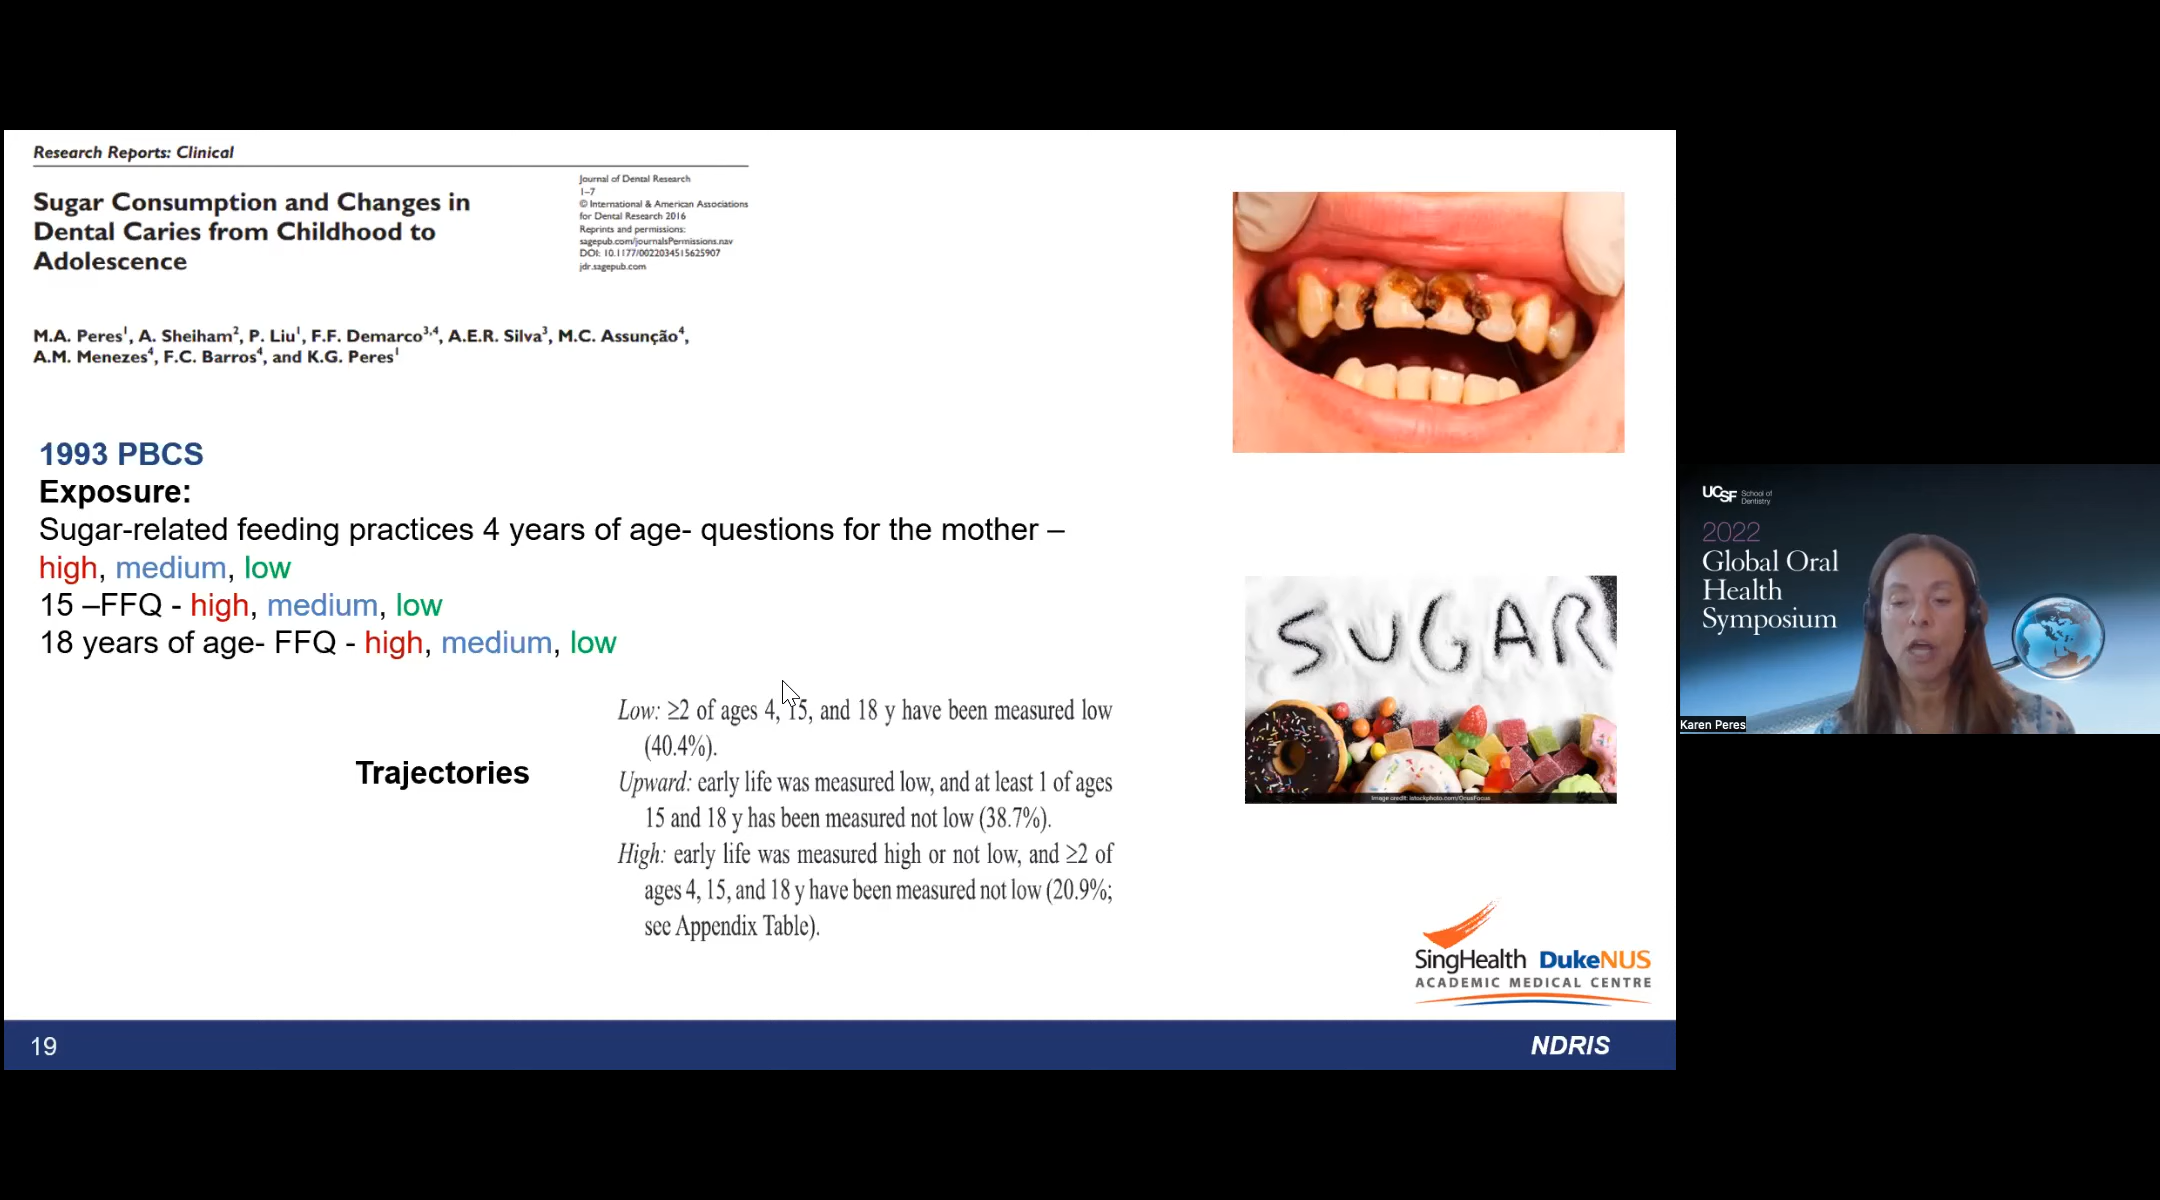 Research Reports: Clinical
Sugar Consumption and Changes in
Dental Caries from Childhood to
Adolescence
Journal of Dental Research
1–7
© International & American Associations
for Dental Research 2016
Reprints and permissions:
sagepub.com/journalsPermissions.nav
DOI: 10.1177/0022034515625907
jdr.sagepub.com
M.A. Peres1, A. Sheiham2, P. Liu1, F.F. Demarco3,4, A.E.R. Silva3, M.C. Assunção4,
A.M. Menezes4, F.C. Barros4, and K.G. Peres1
1993 PBCS
Exposure:
Sugar-related feeding practices 4 years of age- questions for the mother –
high, medium, low
15 –FFQ - high, medium, low
18 years of age- FFQ - high, medium, low
Trajectories
Low: ≥2 of ages 4, 15, and 18 y have been measured low
(40.4%).
Upward: early life was measured low, and at least 1 of ages
15 and 18 y has been measured not low (38.7%).
High: early life was measured high or not low, and ≥2 of
ages 4, 15, and 18 y have been measured not low (20.9%;
see Appendix Table).
SUGAR
Image credit: istockphoto.com/OcusFocus
SingHealth DukeNUS
ACADEMIC MEDICAL CENTRE
19
NDRIS
UCSF School of
Dentistry
2022
Global Oral
Health
Symposium
Karen Peres